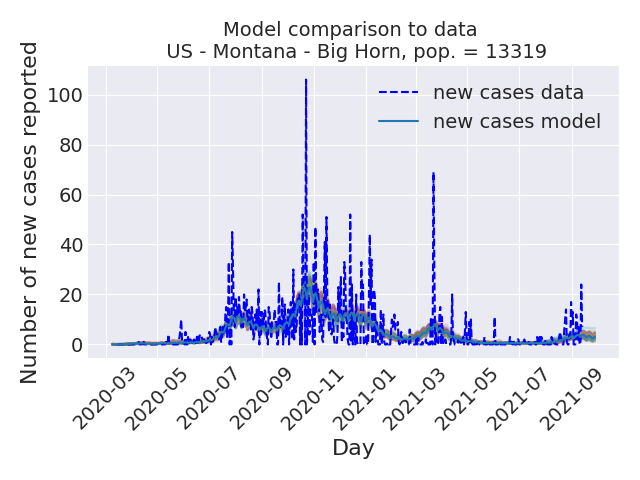 Model comparison to data
US - Montana - Big Horn, pop. = 13319
Number of new cases reported
100
80
60
40
20
0
new cases data
new cases model
2020-03
2020-05
2020-07
2020-09
2020-11
2021-01
2021-03
2021-05
2021-07
2021-09
Day